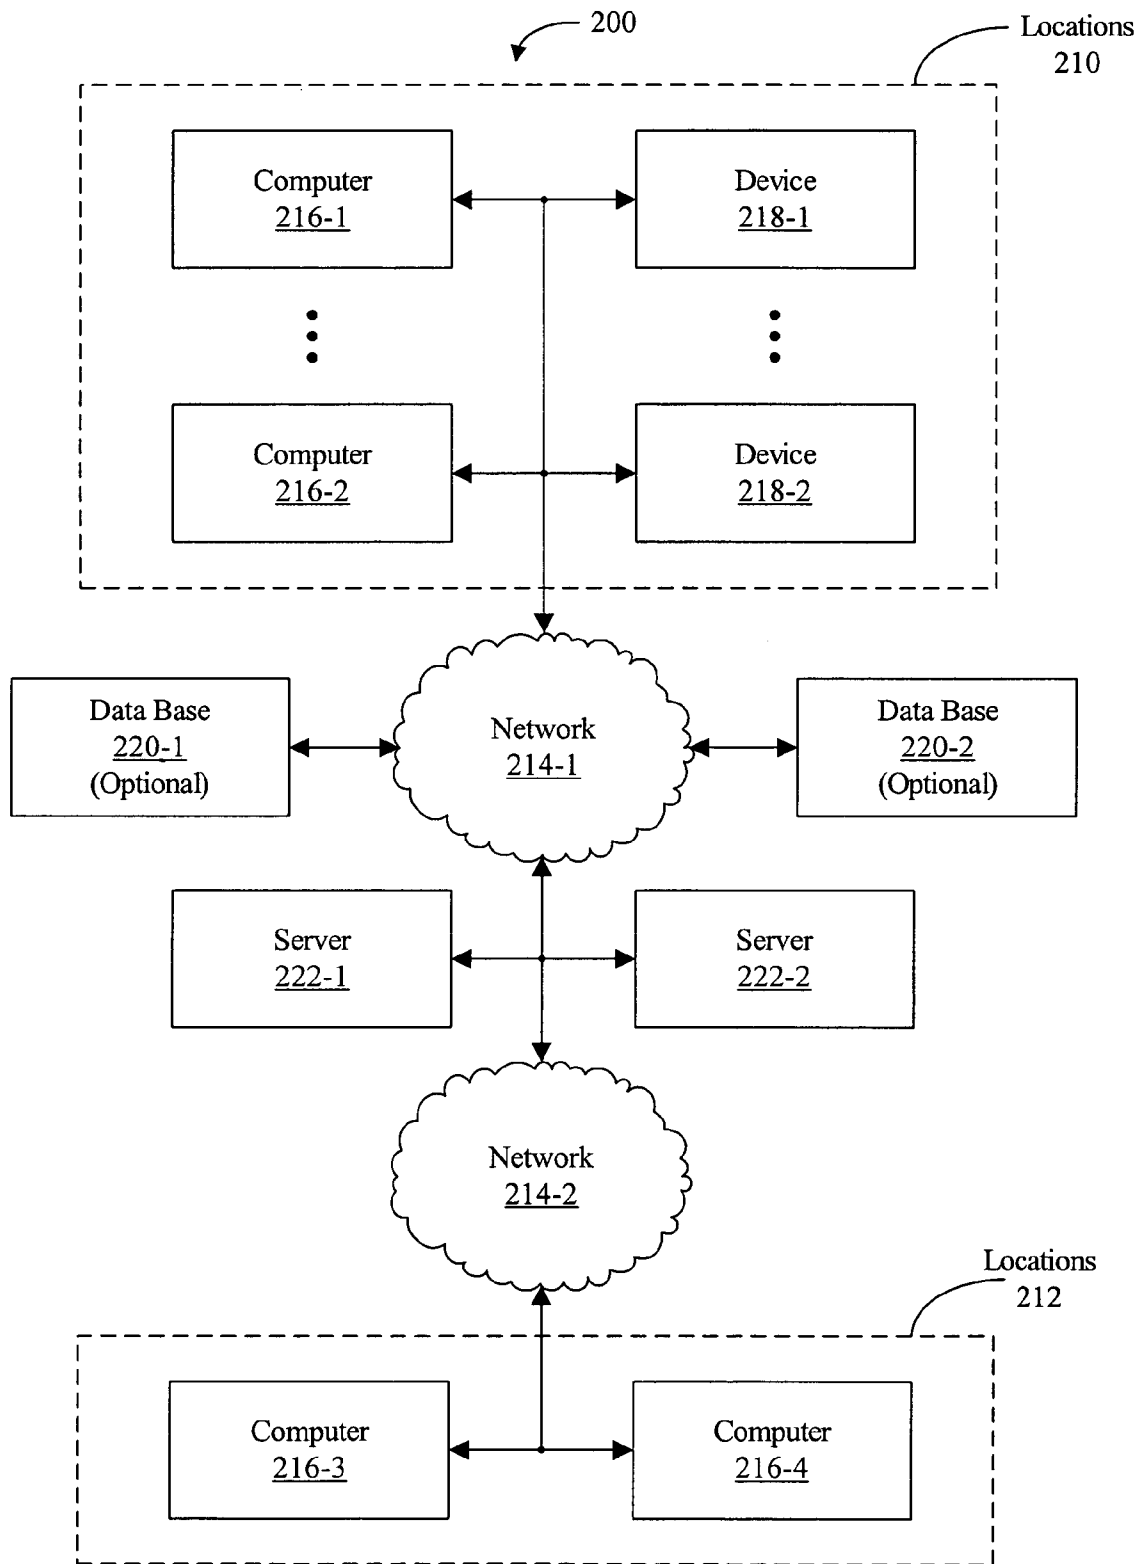 200
Locations
210
Computer
216-1
Device
218-1
Computer
216-2
Device
218-2
Data Base
220-1
(Optional)
Network
214-1
Data Base
220-2
(Optional)
Server
222-1
Server
222-2
Network
214-2
Locations
212
Computer
216-3
Computer
216-4